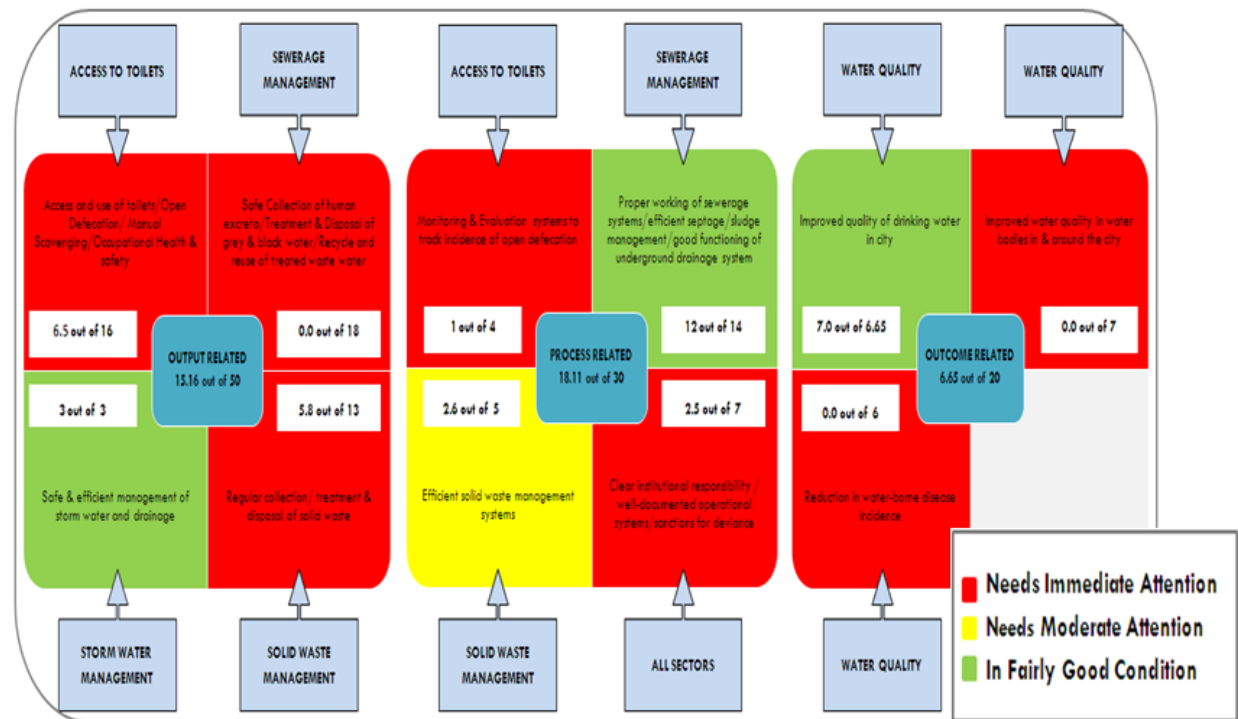 ACCESS TO TOILETS
SEWERAGE
MANAGEMENT
ACCESS TO TOILETS
SEWERAGE
MANAGEMENT
WATER QUALITY
WATER QUALITY
Access and use of toilets/Open
Defecation/ Manual
Scavenging/Occupational Health &
safety
6.5 out of 16
Safe Collection of human
excreta/Treatment & Disposal of
grey & black water/Recycle and
reuse of treated waste water
0.0 out of 18
OUTPUT RELATED
15.16 out of 50
3 out of 3
Safe & efficient management of
storm water and drainage
5.8 out of 13
Regular collection/ treatment &
disposal of solid waste
Monitoring & Evaluation systems to
track incidence of open defecation
1 out of 4
Proper working of sewerage
systems/efficient septage/sludge
management/good functioning of
underground drainage system
12 out of 14
PROCESS RELATED
18.11 out of 30
2.6 out of 5
Efficient solid waste management
systems
2.5 out of 7
Clear institutional responsibility /
well-documented operational
systems/sanctions for deviance
Improved quality of drinking water
in city
7.0 out of 6.65
Improved water quality in water
bodies in & around the city
0.0 out of 7
OUTCOME RELATED
6.65 out of 20
0.0 out of 6
Reduction in water-borne disease
incidence
STORM WATER
MANAGEMENT
SOLID WASTE
MANAGEMENT
SOLID WASTE
MANAGEMENT
ALL SECTORS
WATER QUALITY
Needs Immediate Attention
Needs Moderate Attention
In Fairly Good Condition